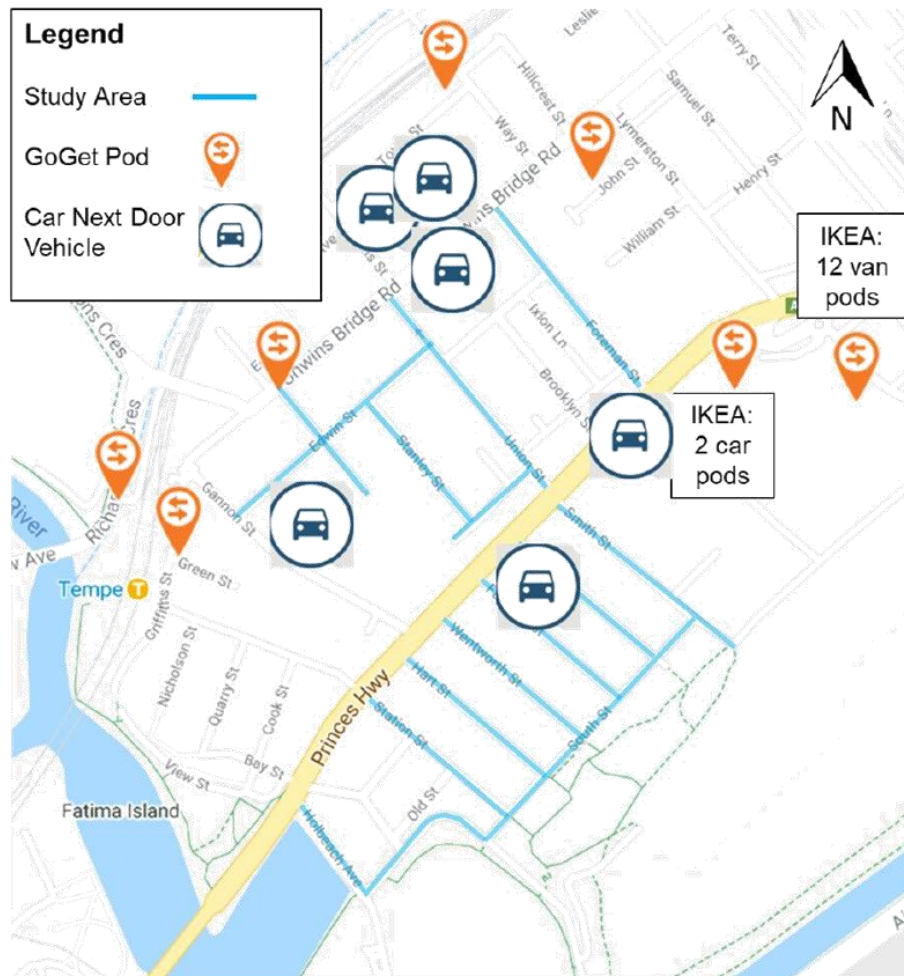 Legend
Study Area
GoGet Pod
Car Next Door
Vehicle
N
IKEA:
12 van
pods
IKEA:
2 car
pods
Leslie
Terry St
Hillcrest St
Samuel St
Way St
Lymerston St
Henry St
John St
William St
Bridge Rd
Bridge Rd
Foreman St
Ixion Ln
Brooklyn St
Cres
Edwin St
Stanley St
Union St
Smith St
Gannon St
River
Ave
Green St
Tempe
T
Griffiths St
Nicholson St
Quarry St
Cook St
Bay St
View St
Princes Hwy
Wentworth St
Hart St
Station St
South St
Old St
Holbeach Ave
Fatima Island